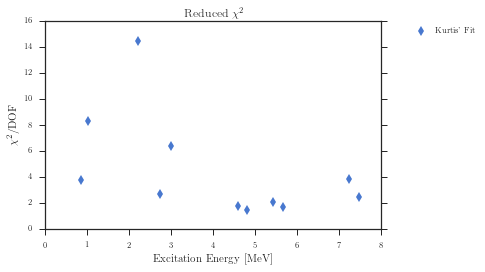 Reduced χ²
16
14
12
10
8
6
4
2
0
χ²/DOF
0 1 2 3 4 5 6 7 8
Excitation Energy [MeV]
Kurtis' Fit